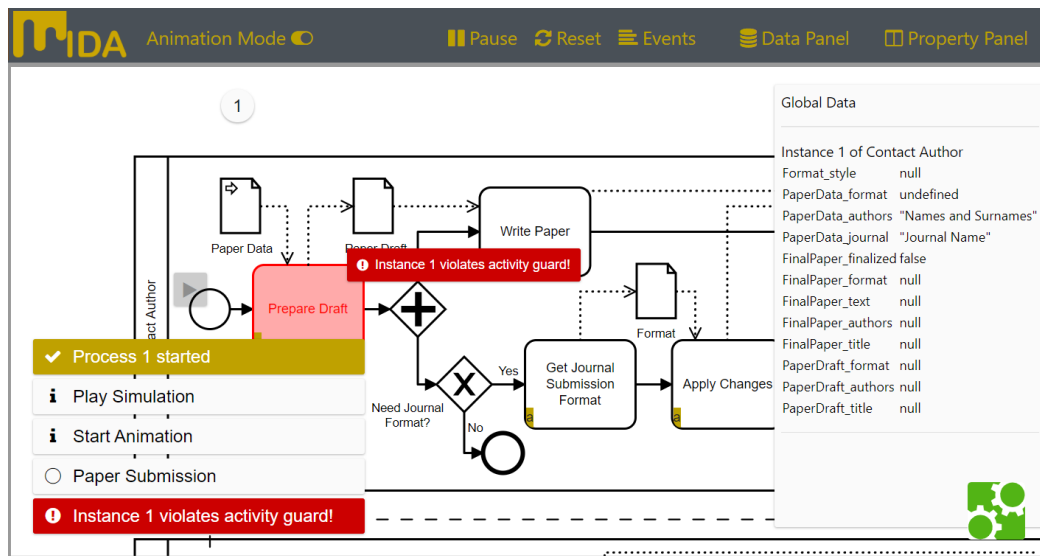 MIDA Animation Mode Pause Reset Events Data Panel Property Panel
1
Global Data
Instance 1 of Contact Author
Format_style null
PaperData_format undefined
PaperData_authors "Names and Surnames"
PaperData_journal "Journal Name"
FinalPaper_finalized false
FinalPaper_format null
FinalPaper_text null
FinalPaper_authors null
FinalPaper_title null
PaperDraft_format null
PaperDraft_authors null
PaperDraft_title null
Paper Data
Write Paper
Instance 1 violates activity guard!
Prepare Draft
Format
Get Journal
Submission
Format
Apply Changes
a
a
Yes
Need Journal
Format?
No
Author
Process 1 started
Play Simulation
Start Animation
Paper Submission
Instance 1 violates activity guard!